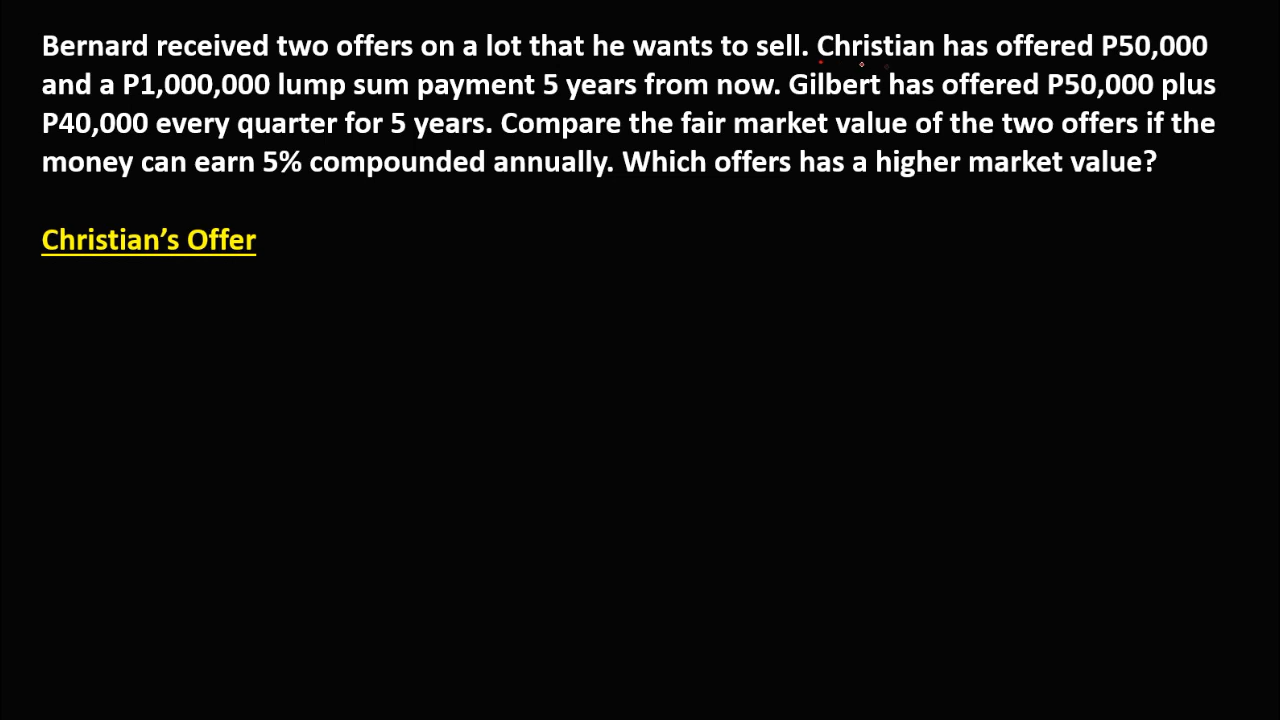 Bernard received two offers on a lot that he wants to sell. Christian has offered P50,000
and a P1,000,000 lump sum payment 5 years from now. Gilbert has offered P50,000 plus
P40,000 every quarter for 5 years. Compare the fair market value of the two offers if the
money can earn 5% compounded annually. Which offers has a higher market value?
Christian’s Offer